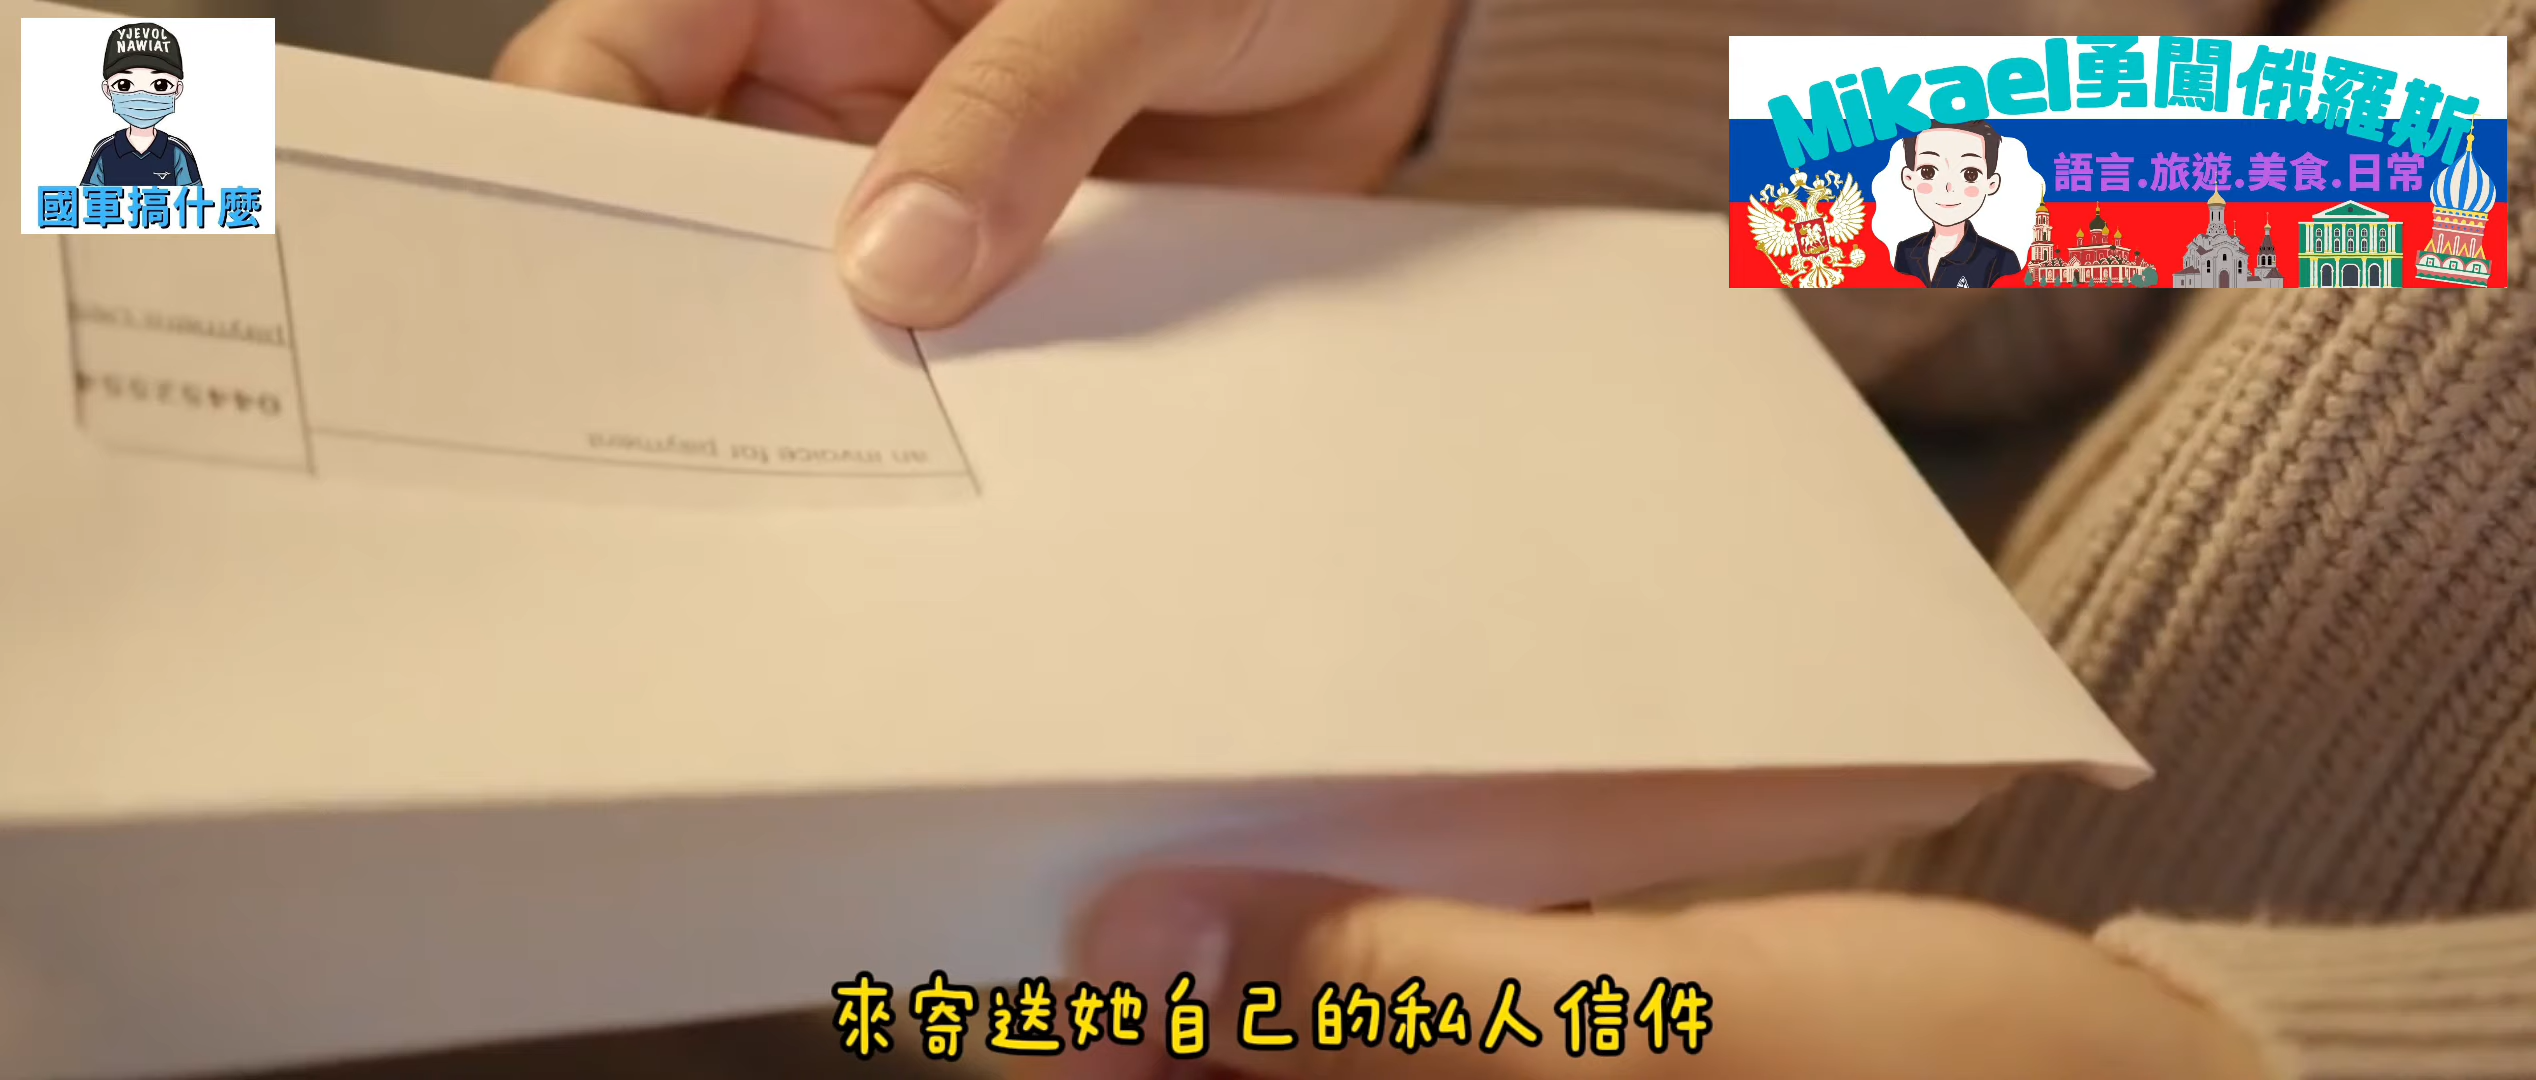 YJEVOL
NAWIAT
國軍搞什麼
Mikael勇闖俄羅斯
語言.旅遊.美食.日常
0445255
an invoice for payment
來寄送她自己的私人信件